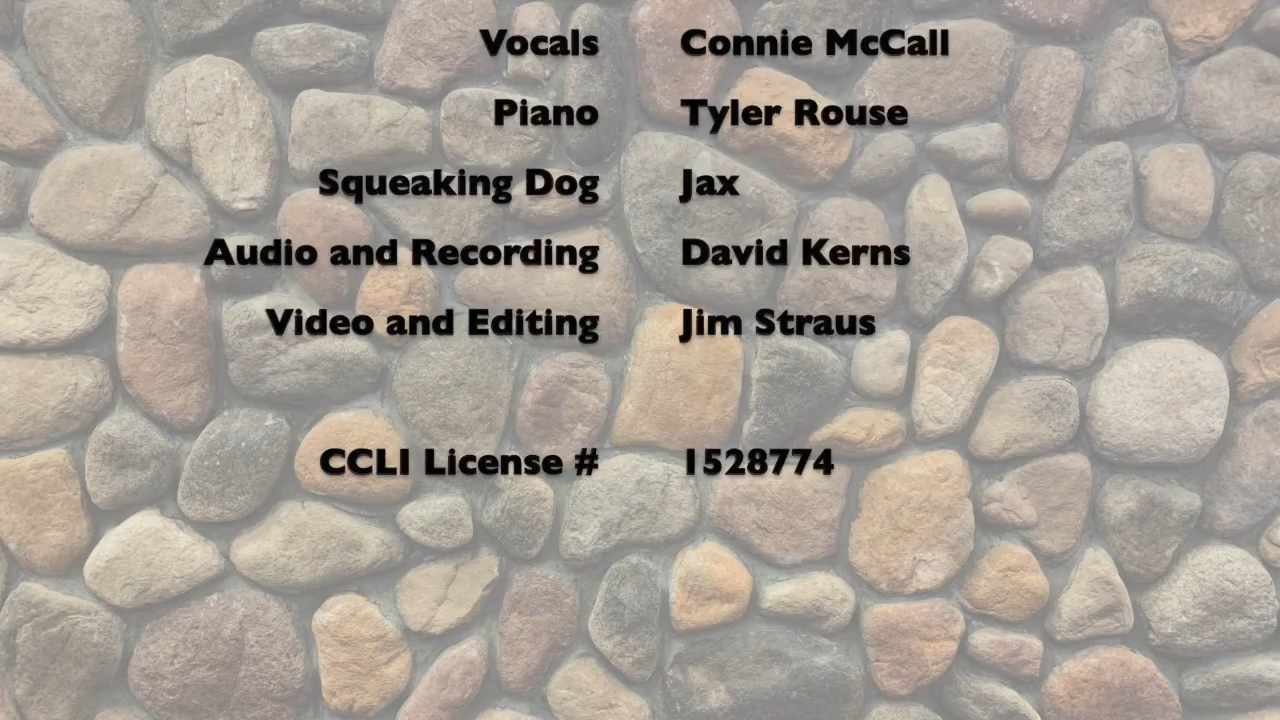 Vocals Connie McCall
Piano Tyler Rouse
Squeaking Dog Jax
Audio and Recording David Kerns
Video and Editing Jim Straus
CCLI License # 1528774